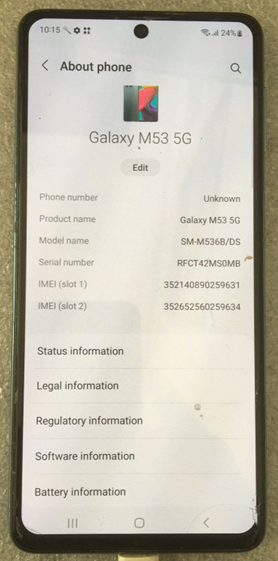 10:15 24%
About phone
Galaxy M53 5G
Edit
Phone number Unknown
Product name Galaxy M53 5G
Model name SM-M536B/DS
Serial number RFCT42MS0MB
IMEI (slot 1) 352140890259631
IMEI (slot 2) 352652560259634
Status information
Legal information
Regulatory information
Software information
Battery information